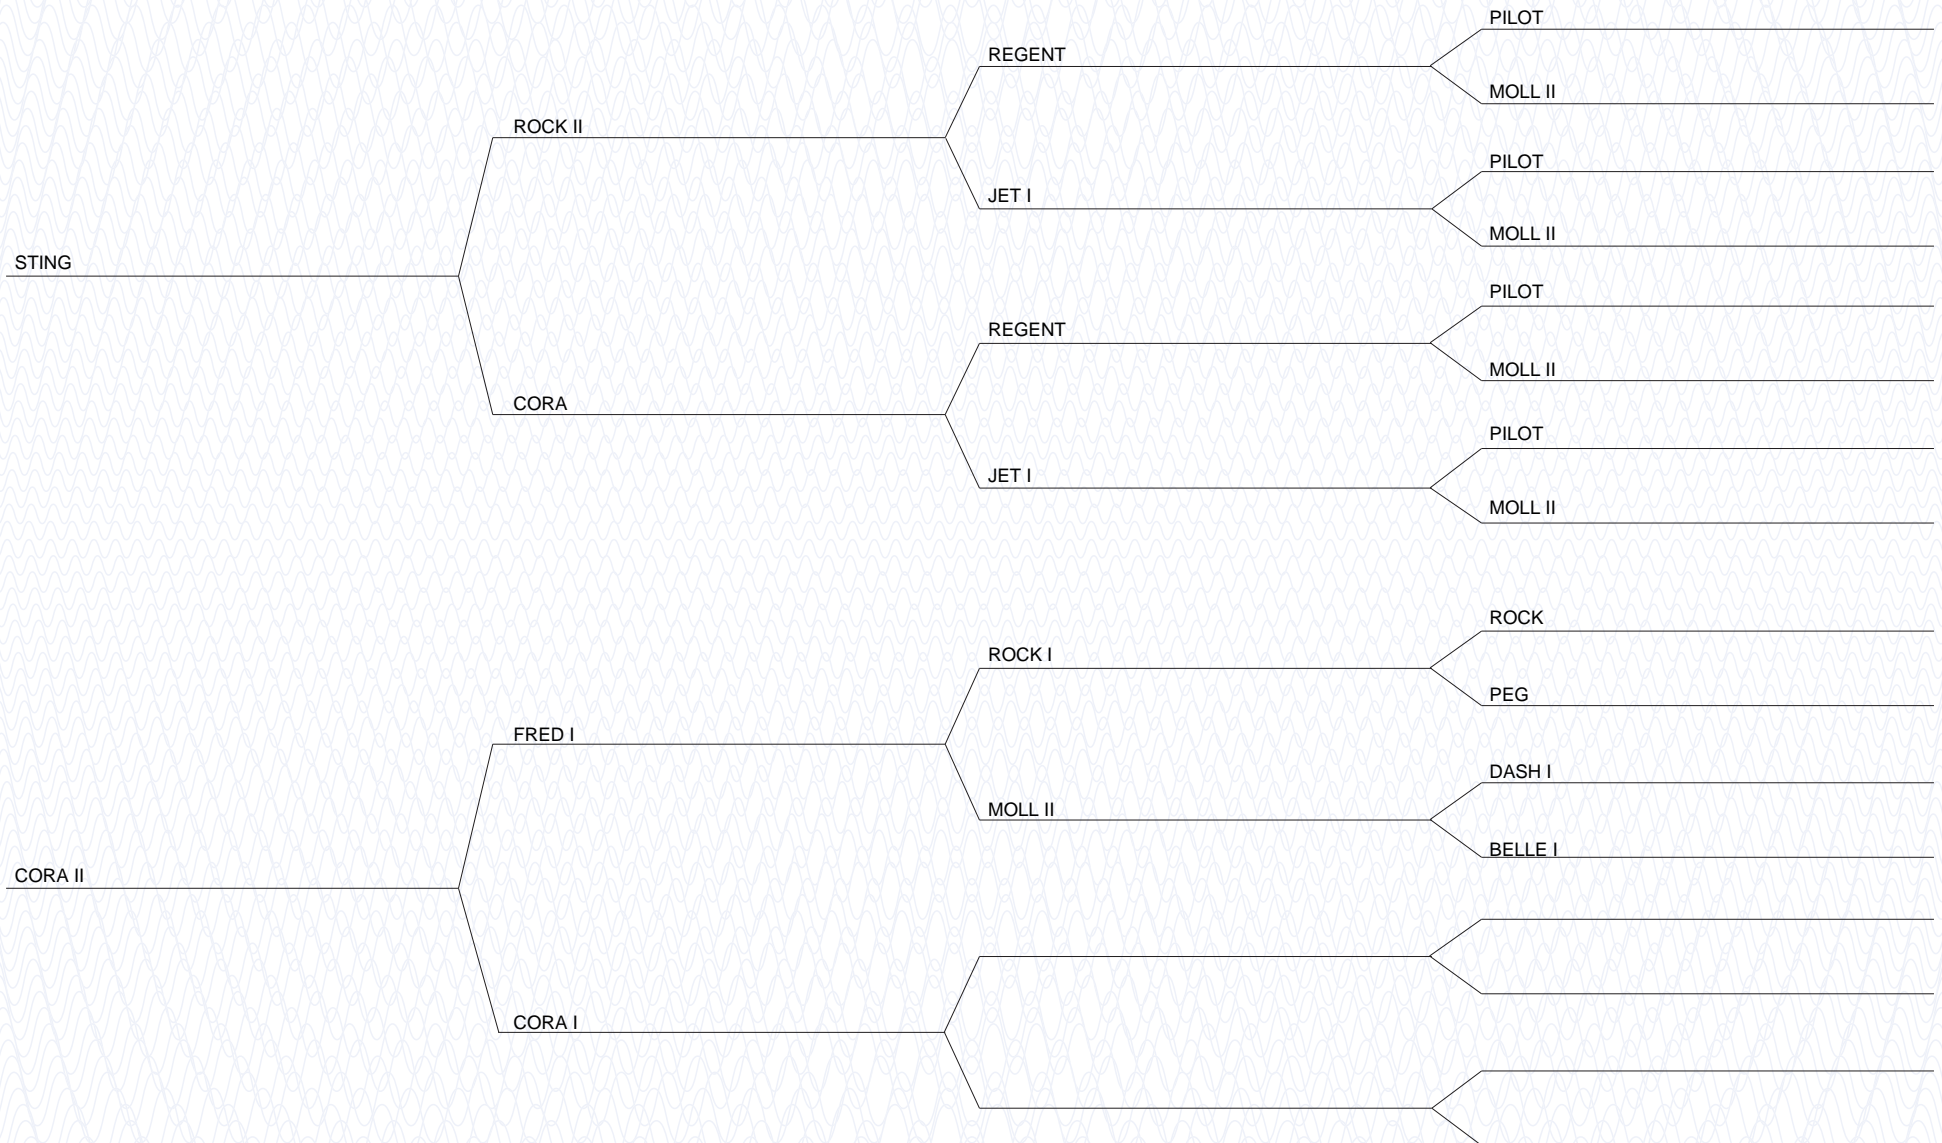 PILOT
REGENT
MOLL II
ROCK II
PILOT
JET I
MOLL II
STING
PILOT
REGENT
MOLL II
CORA
PILOT
JET I
MOLL II
ROCK
ROCK I
PEG
FRED I
DASH I
MOLL II
BELLE I
CORA II
CORA I